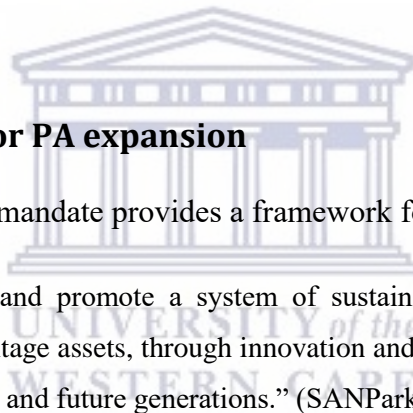 or PA expansion
mandate provides a framework fo
and promote a system of sustain
UNIVERSITY of the
tage assets, through innovation and
WESTERN CAPE
and future generations.” (SANPark